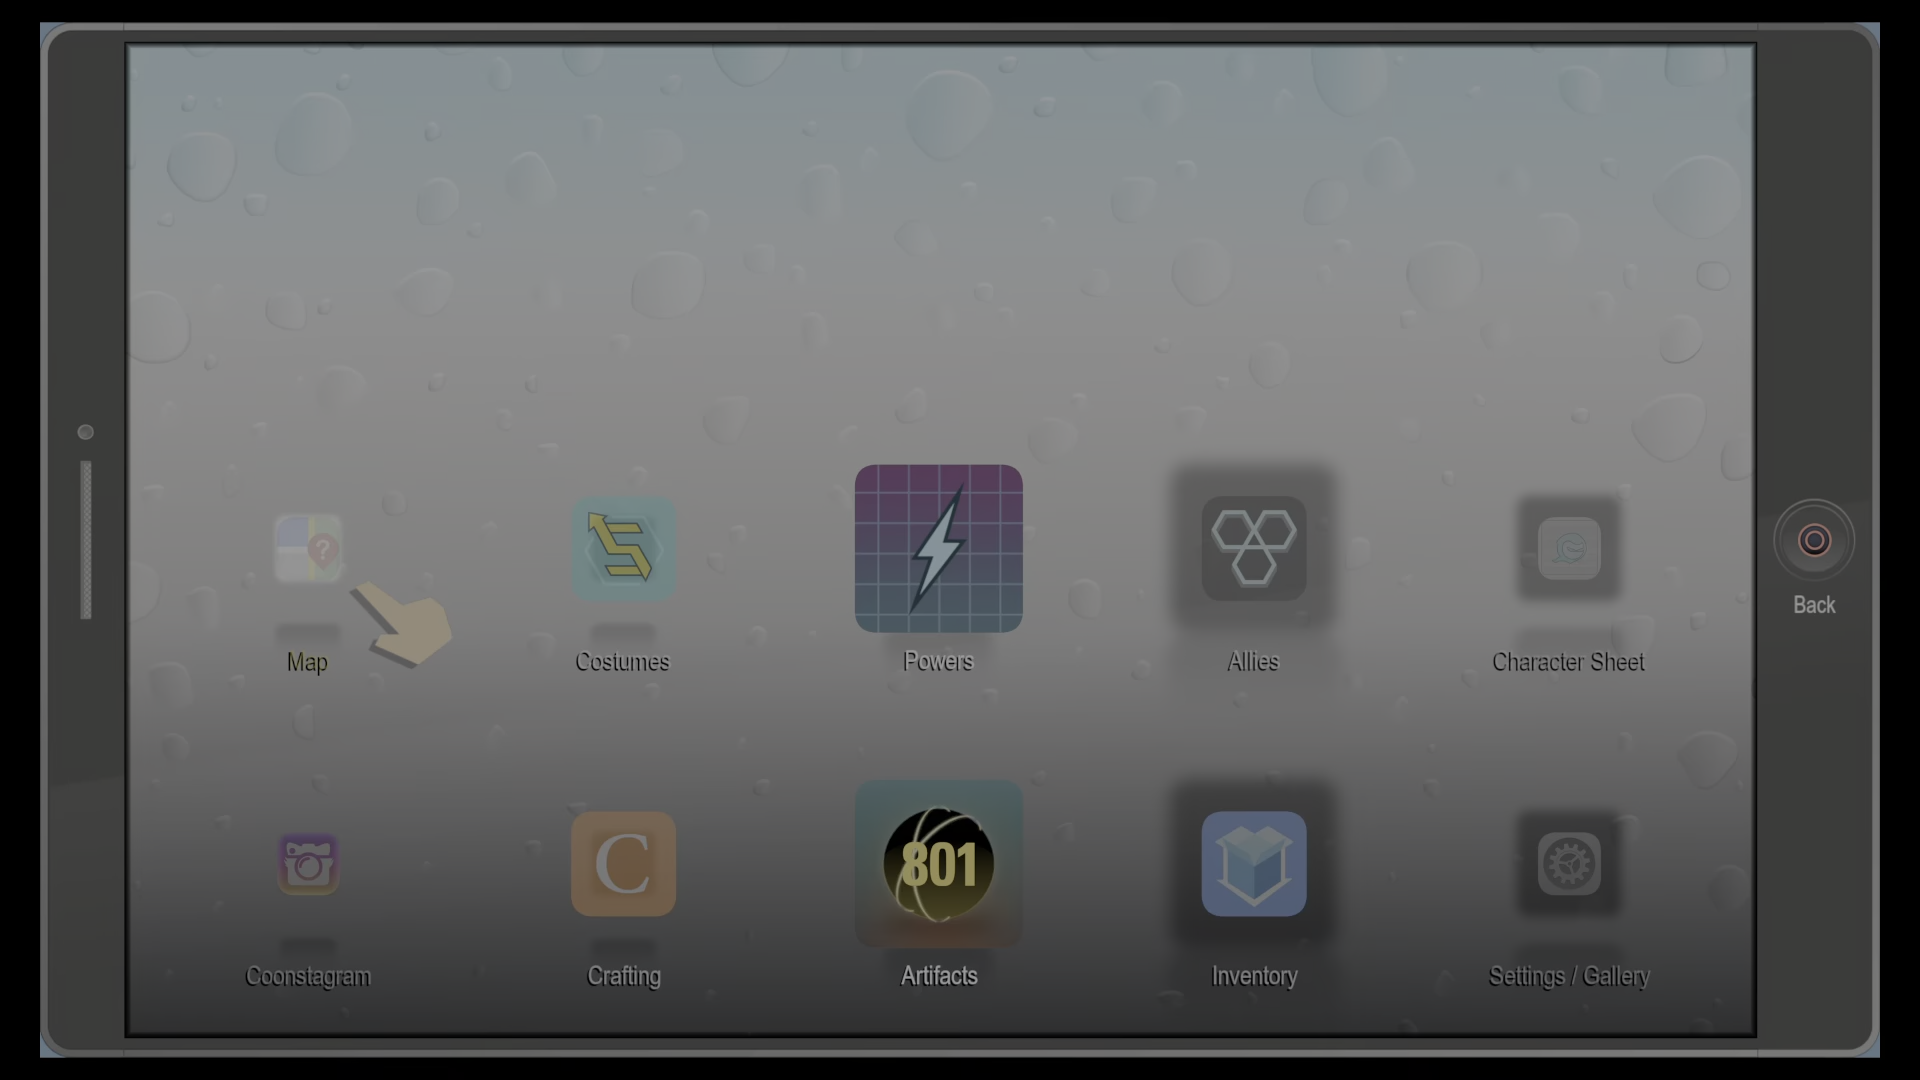 ?
Map
Costumes
Powers
Allies
Character Sheet
Back
Coonstagram
C
Crafting
801
Artifacts
Inventory
Settings / Gallery